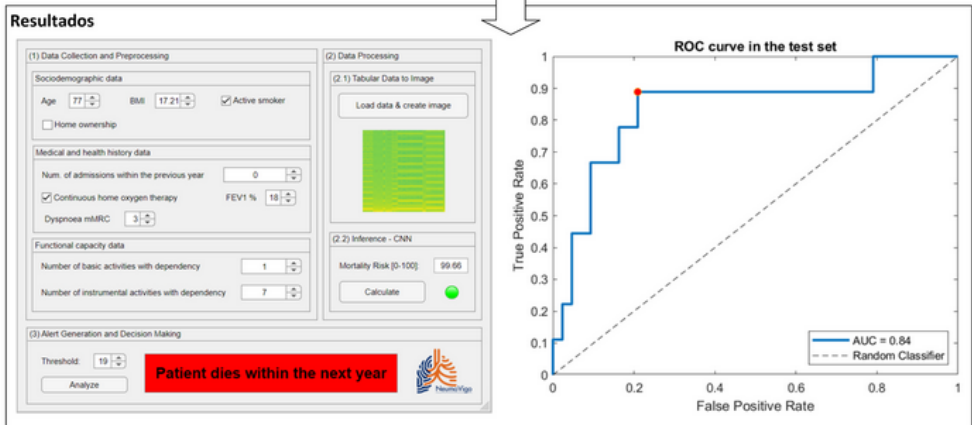 Resultados
(1) Data Collection and Preprocessing
Sociodemographic data
Age 77 BMI 17.21 Active smoker
Home ownership
Medical and health history data
Num. of admissions within the previous year 0
Continuous home oxygen therapy FEV1 % 18
Dyspnoea mMRC 3
Functional capacity data
Number of basic activities with dependency 1
Number of instrumental activities with dependency 7
(2) Data Processing
(2.1) Tabular Data to Image
Load data & create image
(2.2) Inference - CNN
Mortality Risk [0-100]: 99.66
Calculate
(3) Alert Generation and Decision Making
Threshold: 19
Analyze
Patient dies within the next year
NeumoVigo
ROC curve in the test set
True Positive Rate
1
0.9
0.8
0.7
0.6
0.5
0.4
0.3
0.2
0.1
0
0 0.2 0.4 0.6 0.8 1
False Positive Rate
AUC = 0.84
Random Classifier